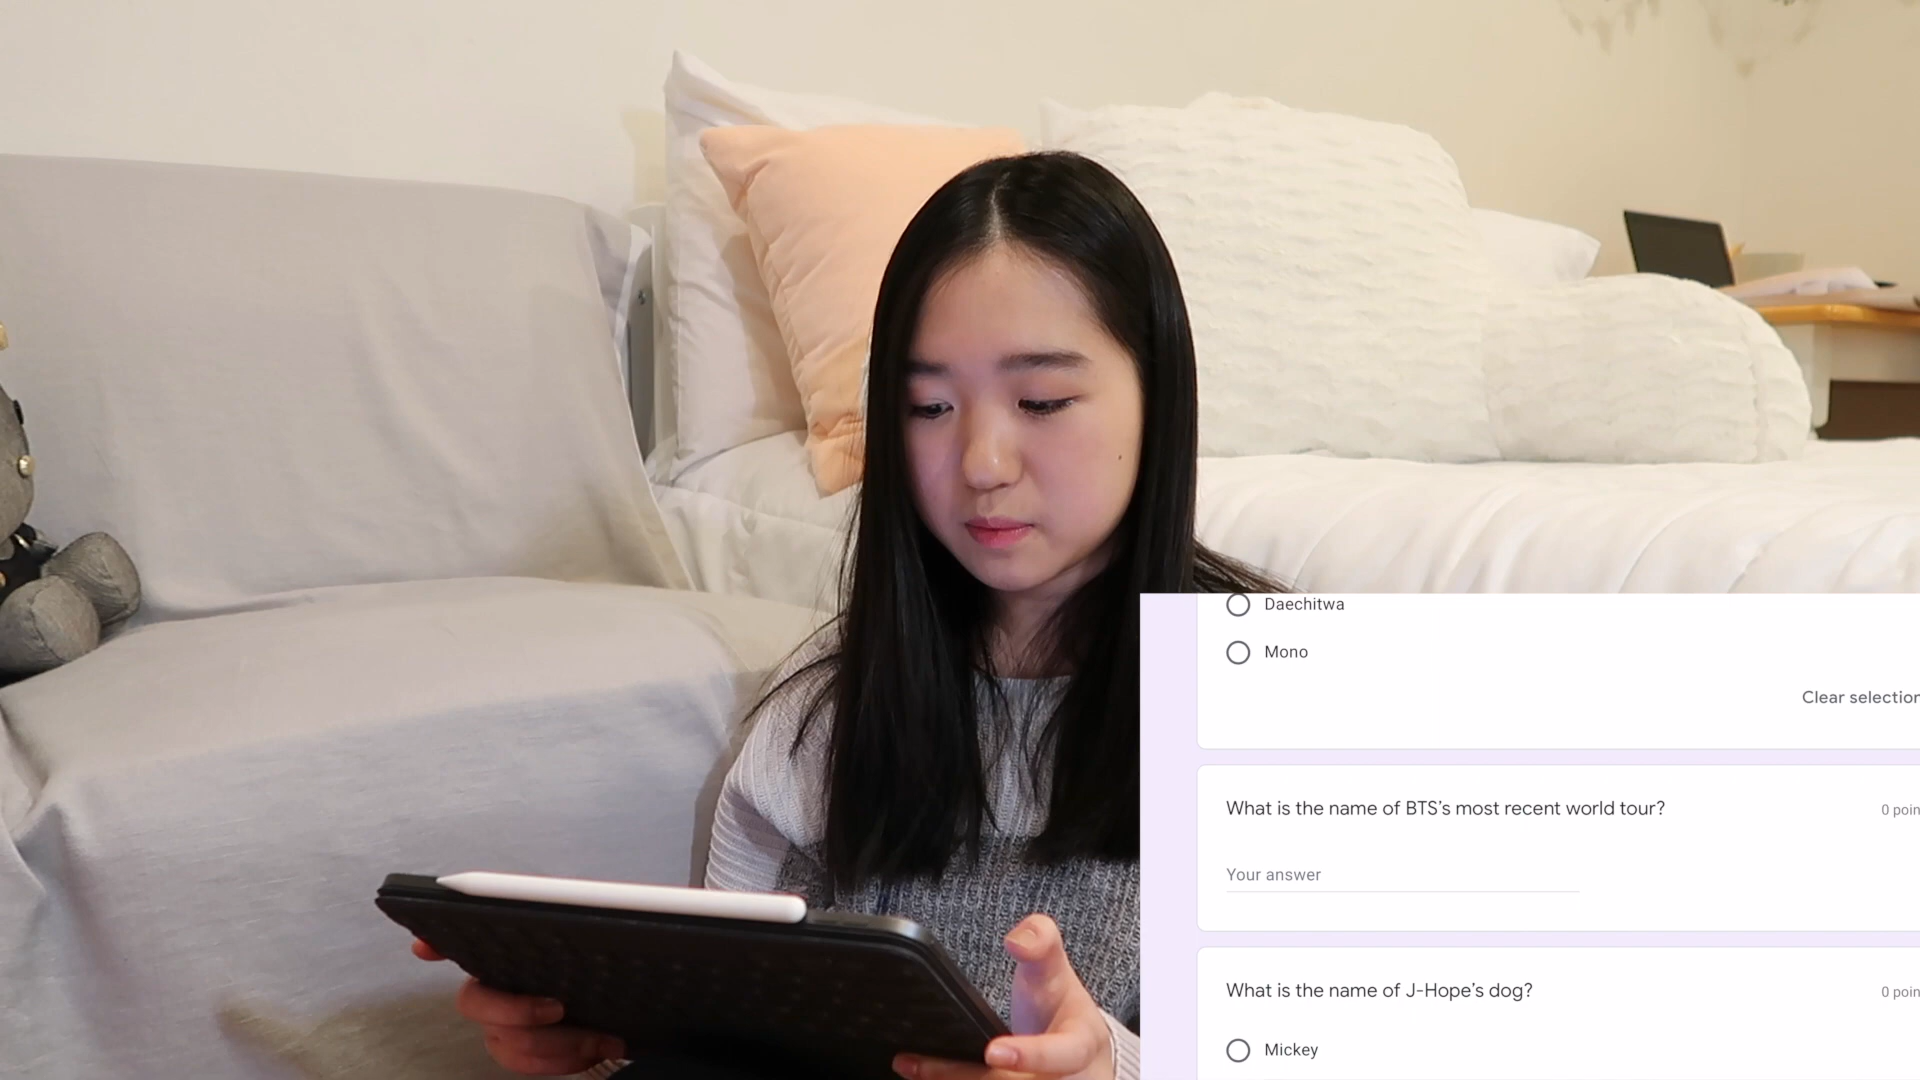 Daechitwa
Mono
Clear selection
What is the name of BTS's most recent world tour?
0 poin
Your answer
What is the name of J-Hope's dog?
0 poin
Mickey